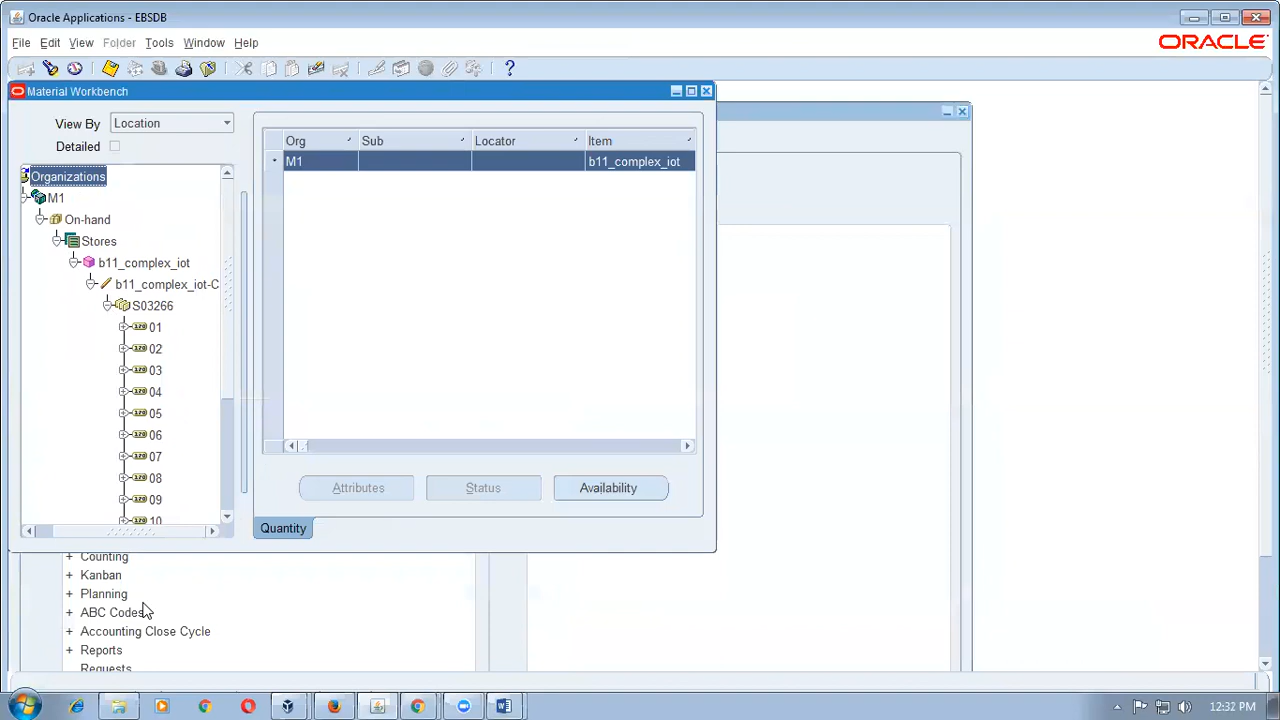 Oracle Applications - EBSDB
File Edit View Folder Tools Window Help
ORACLE
Material Workbench
View By Location
Detailed
Organizations
M1
On-hand
Stores
b11_complex_iot
b11_complex_iot-C
S03266
01
02
03
04
05
06
07
08
09
10
Org Sub Locator Item
M1 b11_complex_iot
Attributes Status Availability
Quantity
+ Counting
+ Kanban
+ Planning
+ ABC Codes
+ Accounting Close Cycle
+ Reports
Requests
12:32 PM